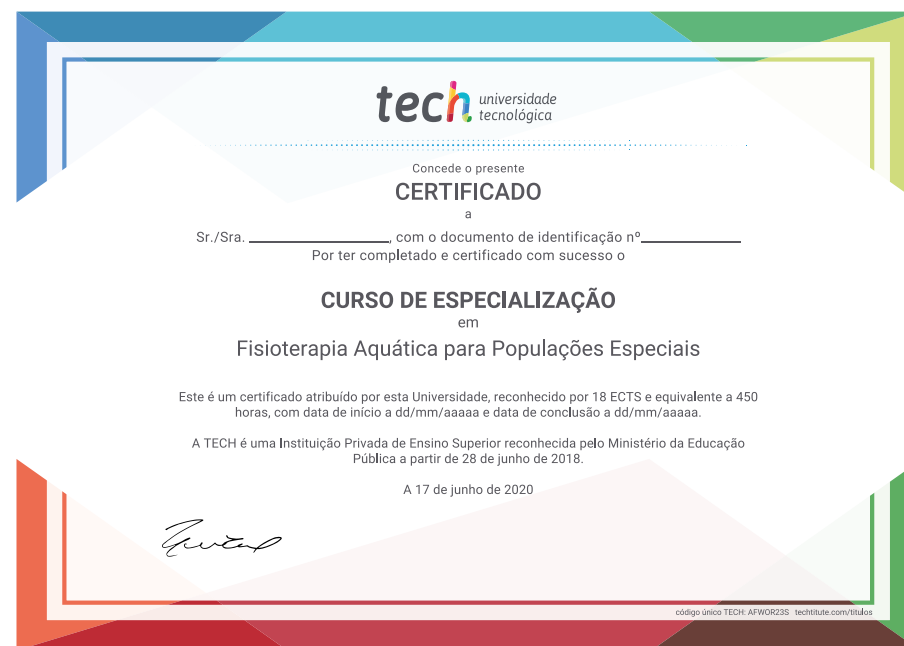 tech universidade
tecnológica
Concede o presente
CERTIFICADO
a
Sr./Sra. ____________________, com o documento de identificação nº______________
Por ter completado e certificado com sucesso o
CURSO DE ESPECIALIZAÇÃO
em
Fisioterapia Aquática para Populações Especiais
Este é um certificado atribuído por esta Universidade, reconhecido por 18 ECTS e equivalente a 450
horas, com data de início a dd/mm/aaaaa e data de conclusão a dd/mm/aaaaa.
A TECH é uma Instituição Privada de Ensino Superior reconhecida pelo Ministério da Educação
Pública a partir de 28 de junho de 2018.
A 17 de junho de 2020
código único TECH: AFWOR23S techtitute.com/titulos